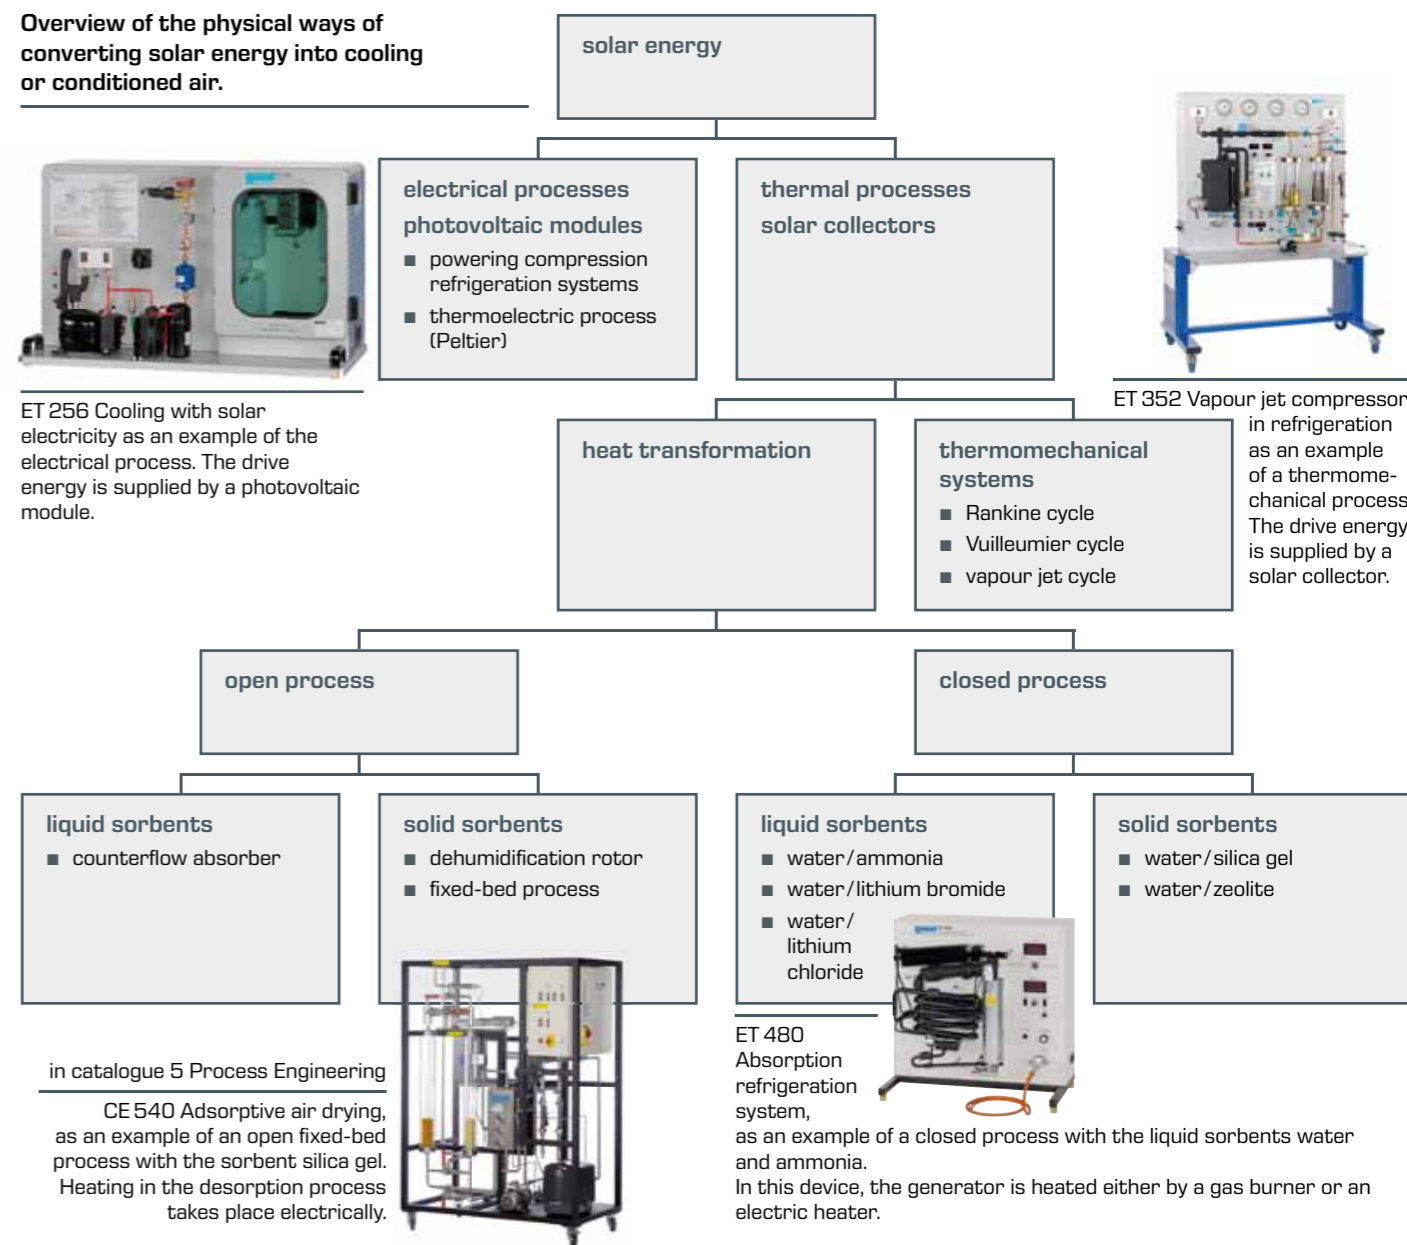 Overview of the physical ways of
converting solar energy into cooling
or conditioned air.
solar energy
electrical processes
photovoltaic modules
■ powering compression
refrigeration systems
■ thermoelectric process
(Peltier)
thermal processes
solar collectors
ET 256 Cooling with solar
electricity as an example of the
electrical process. The drive
energy is supplied by a photovoltaic
module.
ET 352 Vapour jet compressor
in refrigeration
as an example
of a thermome-
chanical process
The drive energy
is supplied by a
solar collector.
heat transformation
thermomechanical
systems
■ Rankine cycle
■ Vuilleumier cycle
■ vapour jet cycle
open process
closed process
liquid sorbents
■ counterflow absorber
solid sorbents
■ dehumidification rotor
■ fixed-bed process
liquid sorbents
■ water/ammonia
■ water/lithium bromide
■ water/
lithium
chloride
solid sorbents
■ water/silica gel
■ water/zeolite
in catalogue 5 Process Engineering
CE 540 Adsorptive air drying,
as an example of an open fixed-bed
process with the sorbent silica gel.
Heating in the desorption process
takes place electrically.
ET 480
Absorption
refrigeration
system,
as an example of a closed process with the liquid sorbents water
and ammonia.
In this device, the generator is heated either by a gas burner or an
electric heater.